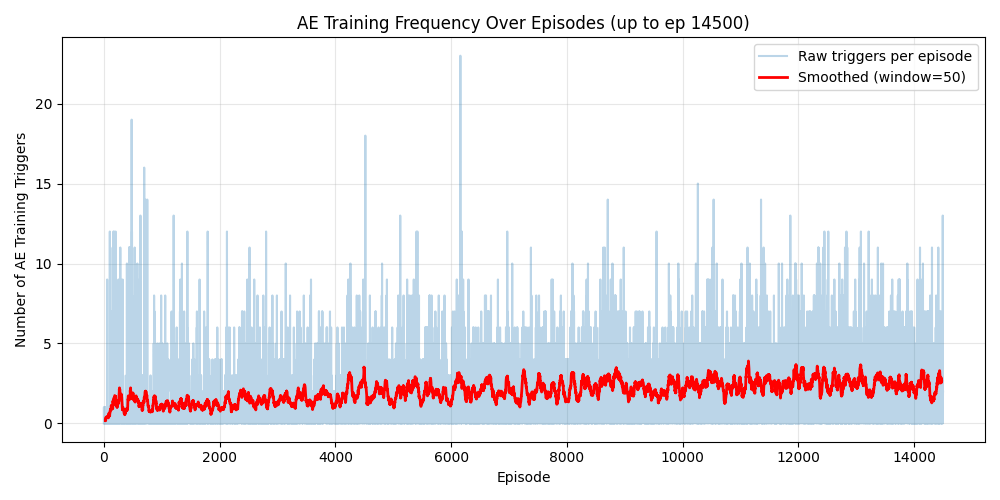 AE Training Frequency Over Episodes (up to ep 14500)
Raw triggers per episode
Smoothed (window=50)
Number of AE Training Triggers
20
15
10
5
0
0 2000 4000 6000 8000 10000 12000 14000
Episode